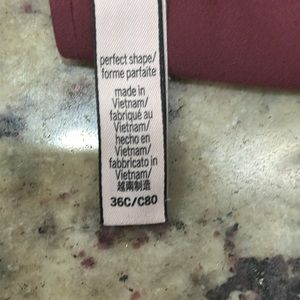 perfect shape/
forme parfaite
made in
Vietnam/
fabriqué au
Vietnam/
hecho en
Vietnam/
fabbricato in
Vietnam/
越南制造
36C/C80